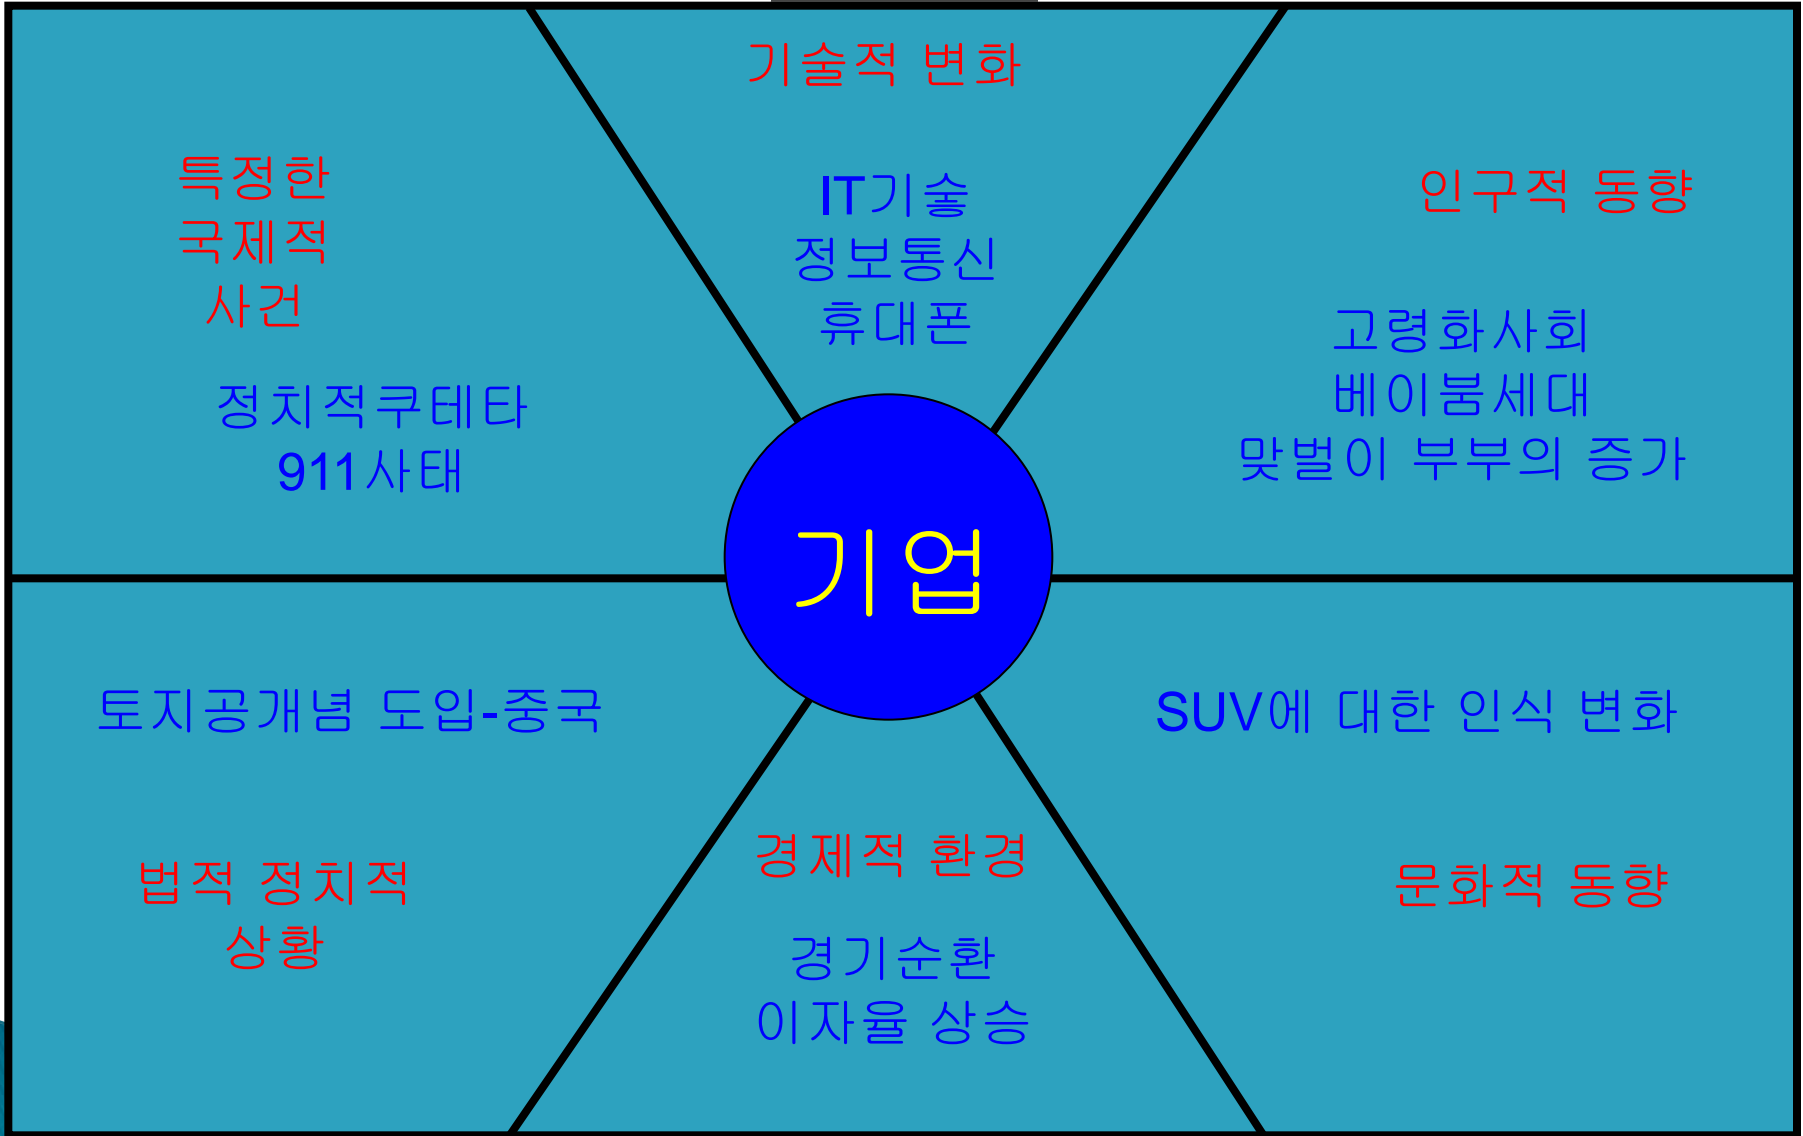 기술적 변화
IT기술
정보통신
휴대폰
특정한
국제적
사건
정치적쿠테타
911사태
인구적 동향
고령화사회
베이붐세대
맞벌이 부부의 증가
기업
토지공개념 도입-중국
법적 정치적
상황
경제적 환경
경기순환
이자율 상승
SUV에 대한 인식 변화
문화적 동향